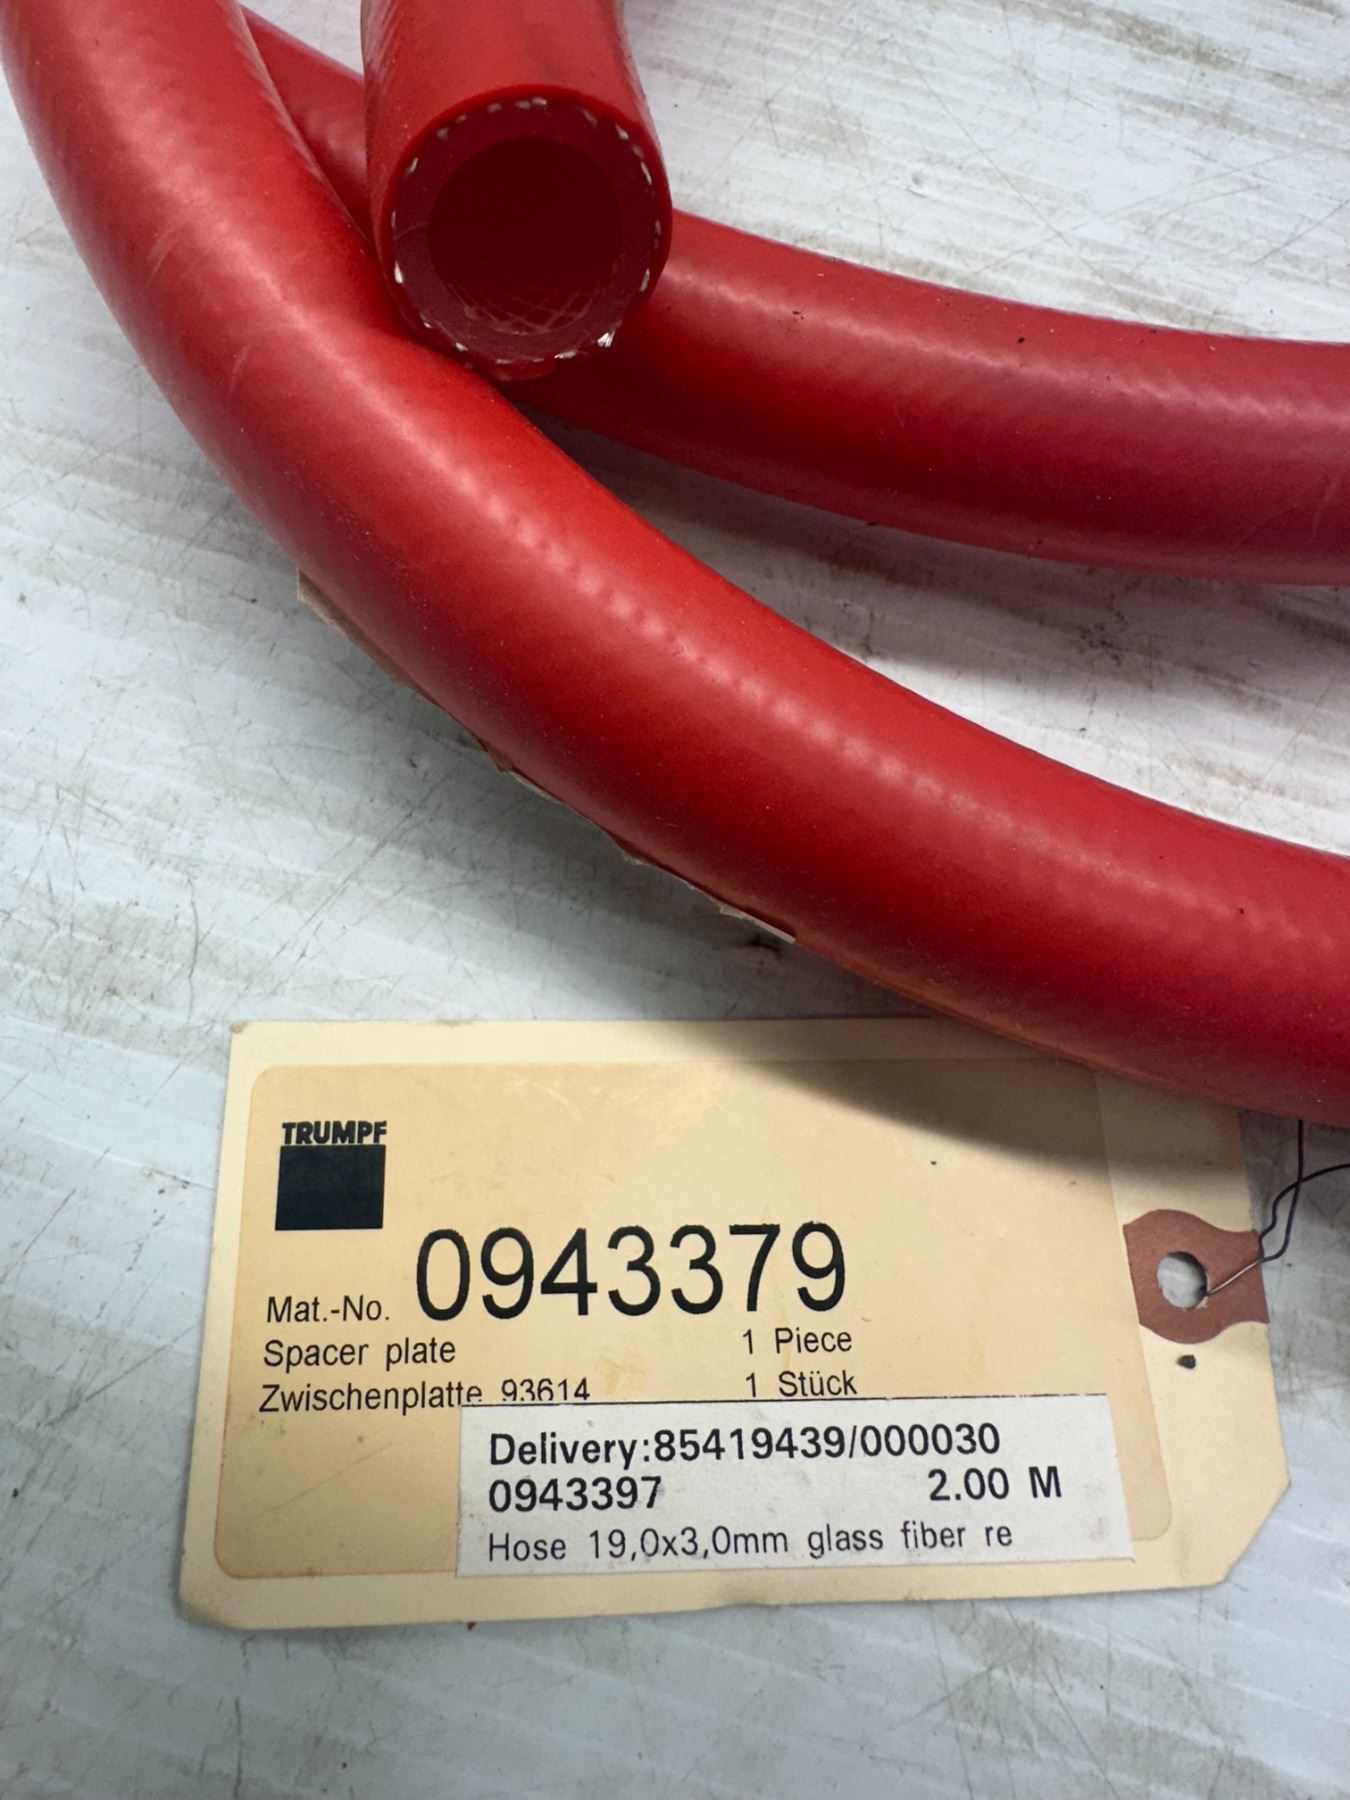 TRUMPF
Mat.-No. 0943379
Spacer plate 1 Piece
Zwischenplatte 93614 1 Stück
Delivery:85419439/000030
0943397 2.00 M
Hose 19,0x3,0mm glass fiber re